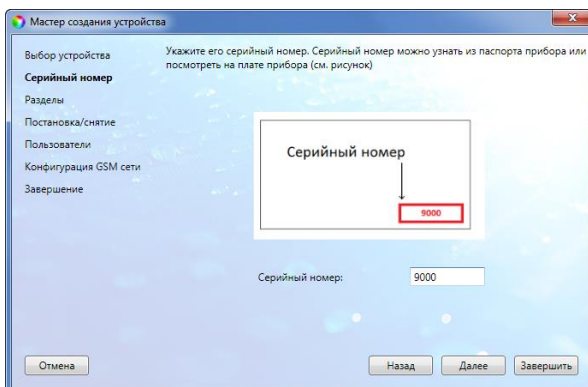 Мастер создания устройства
Выбор устройства
Серийный номер
Разделы
Постановка/снятие
Пользователи
Конфигурация GSM сети
Завершение
Укажите его серийный номер. Серийный номер можно узнать из паспорта прибора или
посмотреть на плате прибора (см. рисунок)
Серийный номер
9000
Серийный номер:
9000
Отмена
Назад
Далее
Завершить